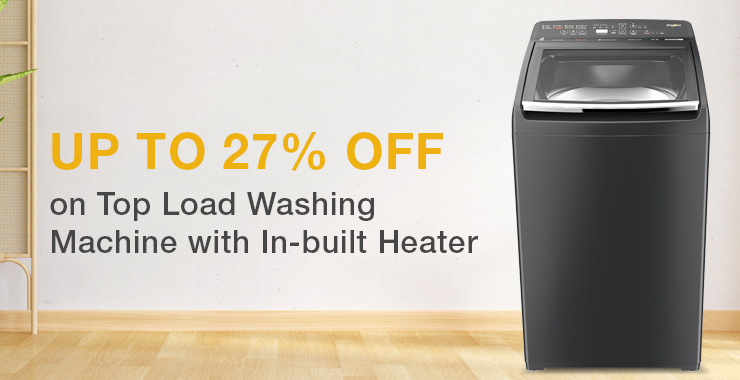 UP TO 27% OFF
on Top Load Washing
Machine with In-built Heater